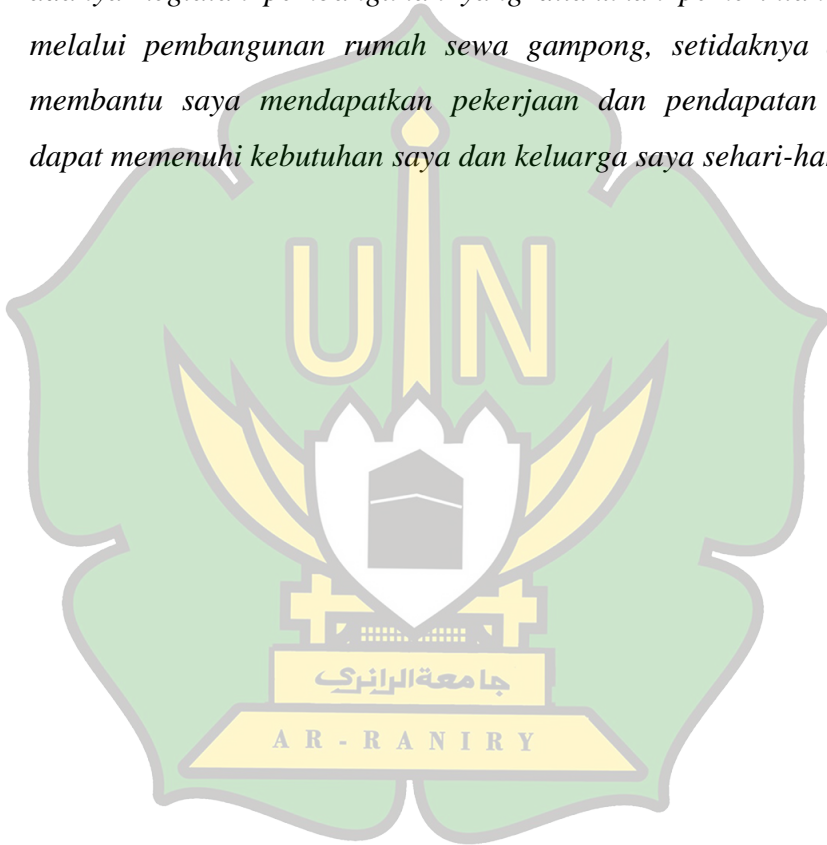 melalui pembangunan rumah sewa gampong, setidaknya
membantu saya mendapatkan pekerjaan dan pendapatan
dapat memenuhi kebutuhan saya dan keluarga saya sehari-ha
UIN
جامعة الرانري
AR-RANIRY